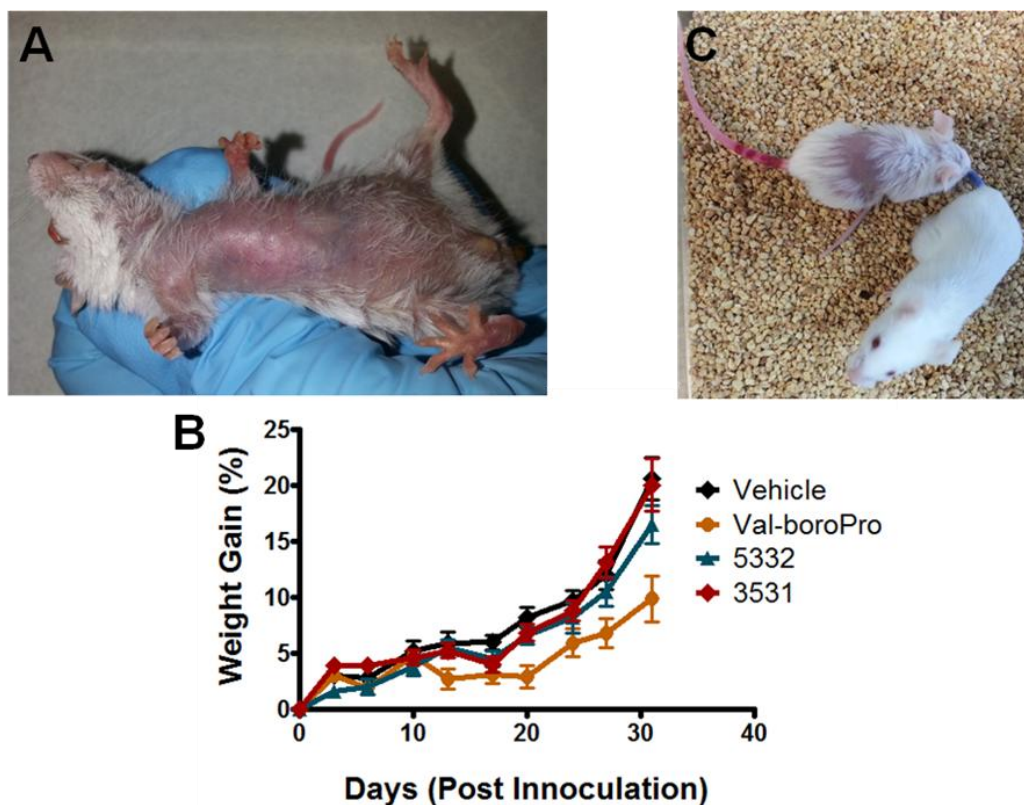 A
C
B
Weight Gain (%)
25
20
15
10
5
0
0 10 20 30 40
Days (Post Innoculation)
Vehicle
Val-boroPro
5332
3531